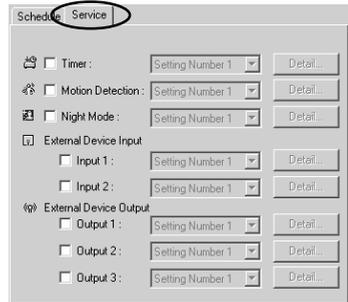 Schedule Service
Timer : Setting Number 1 Detail...
Motion Detection : Setting Number 1 Detail...
Night Mode : Setting Number 1 Detail...
External Device Input
Input 1 : Setting Number 1 Detail...
Input 2 : Setting Number 1 Detail...
External Device Output
Output 1 : Setting Number 1 Detail...
Output 2 : Setting Number 1 Detail...
Output 3 : Setting Number 1 Detail...